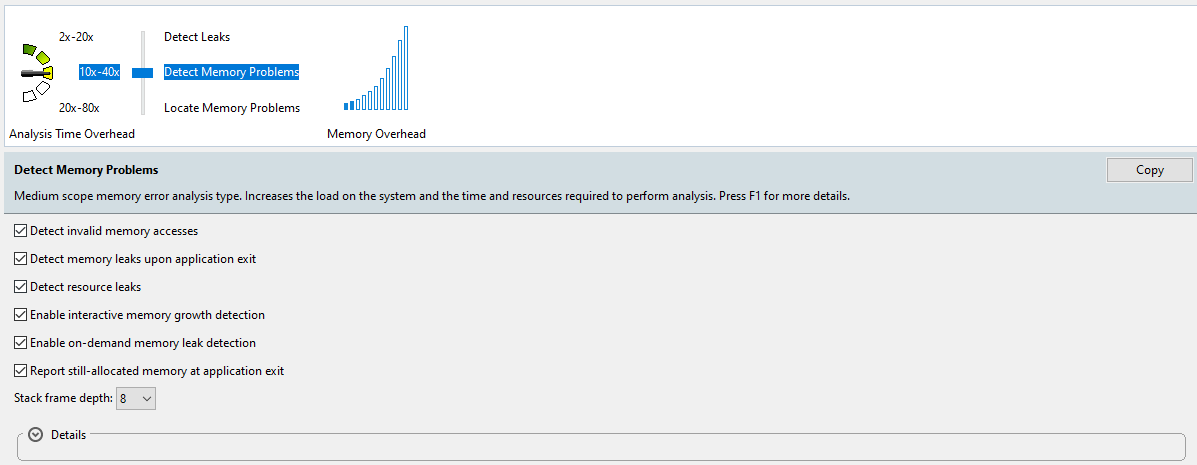 2x-20x Detect Leaks
10x-40x Detect Memory Problems
20x-80x Locate Memory Problems
Analysis Time Overhead Memory Overhead
Detect Memory Problems
Copy
Medium scope memory error analysis type. Increases the load on the system and the time and resources required to perform analysis. Press F1 for more details.
Detect invalid memory accesses
Detect memory leaks upon application exit
Detect resource leaks
Enable interactive memory growth detection
Enable on-demand memory leak detection
Report still-allocated memory at application exit
Stack frame depth: 8
Details